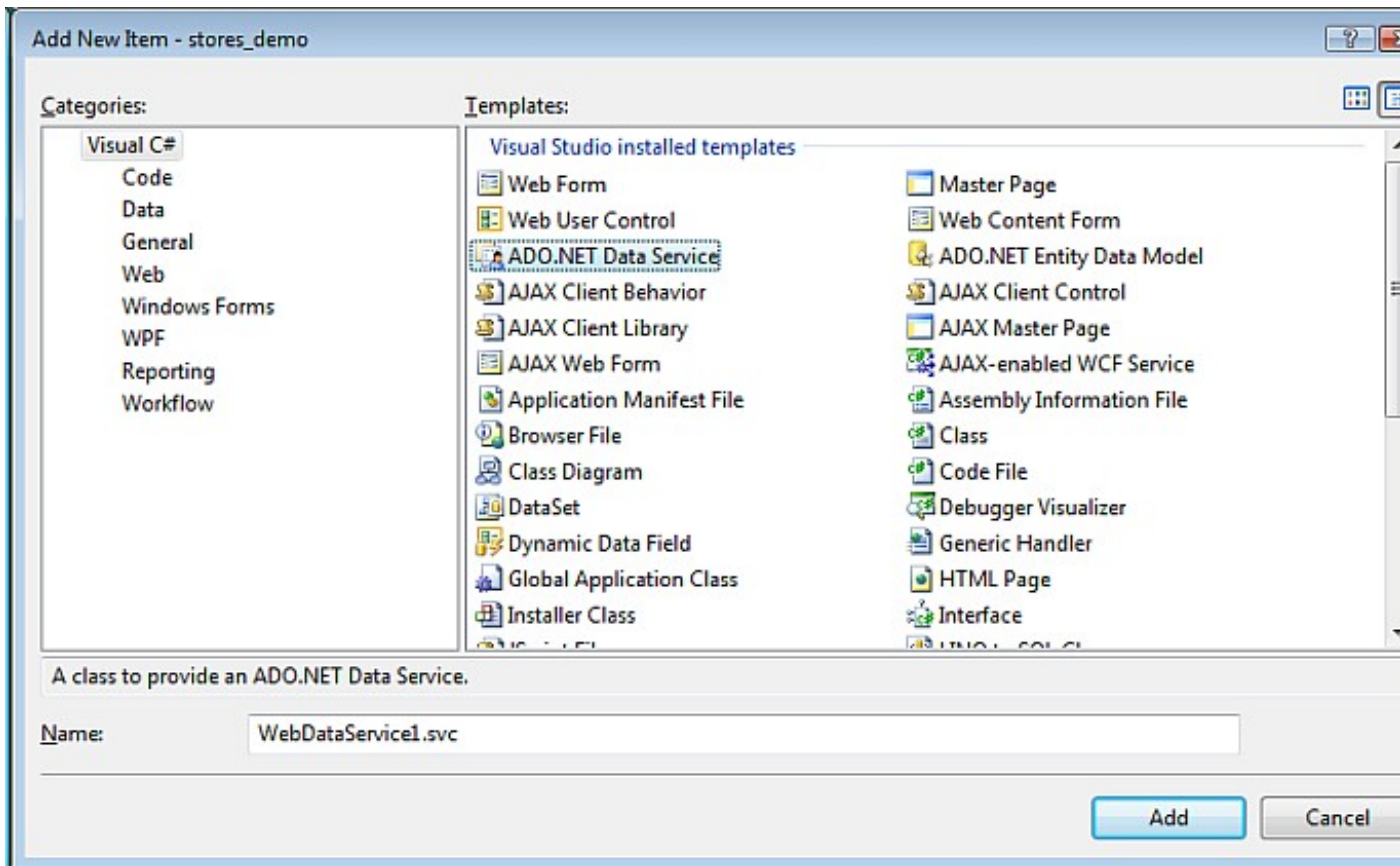 Add New Item - stores_demo
Categories:
Templates:
Visual C#
Code
Data
General
Web
Windows Forms
WPF
Reporting
Workflow
Visual Studio installed templates
Web Form
Master Page
Web User Control
Web Content Form
ADO.NET Data Service
ADO.NET Entity Data Model
AJAX Client Behavior
AJAX Client Control
AJAX Client Library
AJAX Master Page
AJAX Web Form
AJAX-enabled WCF Service
Application Manifest File
Assembly Information File
Browser File
Class
Class Diagram
Code File
DataSet
Debugger Visualizer
Dynamic Data Field
Generic Handler
Global Application Class
HTML Page
Installer Class
Interface
A class to provide an ADO.NET Data Service.
Name:
WebDataService1.svc
Add
Cancel